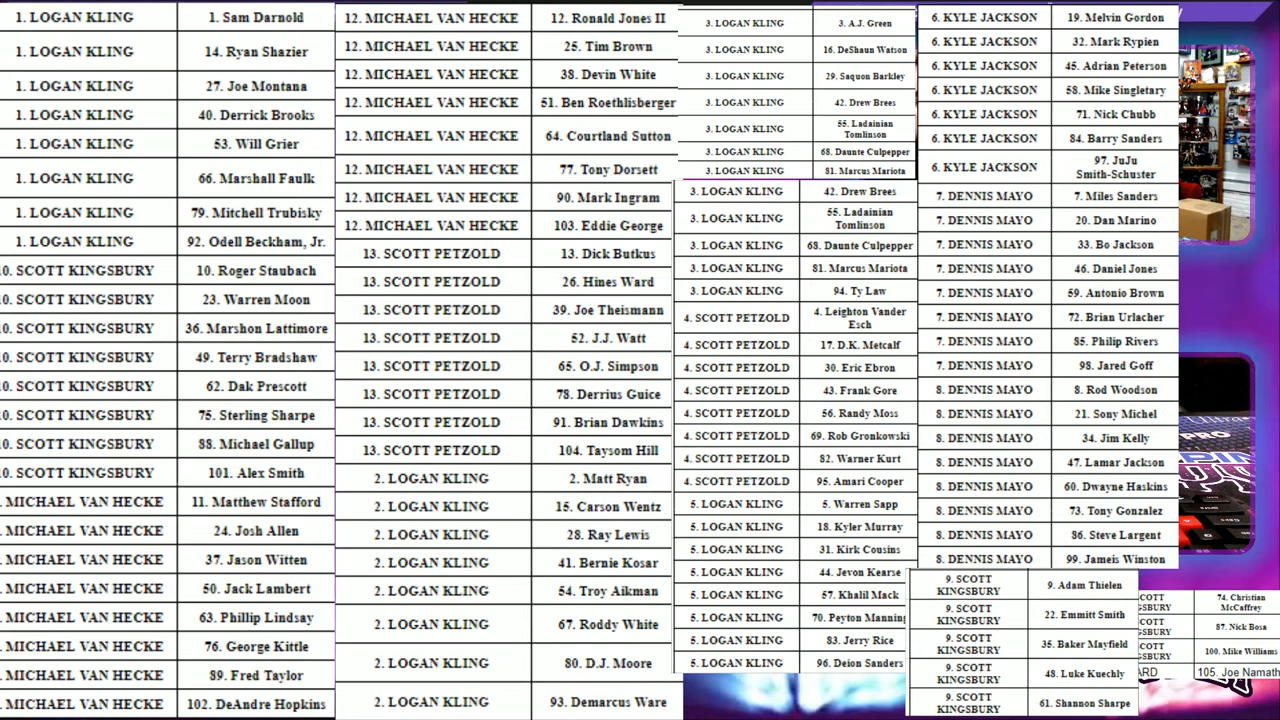 1. LOGAN KLING 1. Sam Darnold
1. LOGAN KLING 14. Ryan Shazier
1. LOGAN KLING 27. Joe Montana
1. LOGAN KLING 40. Derrick Brooks
1. LOGAN KLING 53. Will Grier
1. LOGAN KLING 66. Marshall Faulk
1. LOGAN KLING 79. Mitchell Trubisky
1. LOGAN KLING 92. Odell Beckham, Jr.
0. SCOTT KINGSBURY 10. Roger Staubach
0. SCOTT KINGSBURY 23. Warren Moon
0. SCOTT KINGSBURY 36. Marshon Lattimore
0. SCOTT KINGSBURY 49. Terry Bradshaw
0. SCOTT KINGSBURY 62. Dak Prescott
0. SCOTT KINGSBURY 75. Sterling Sharpe
0. SCOTT KINGSBURY 88. Michael Gallup
0. SCOTT KINGSBURY 101. Alex Smith
. MICHAEL VAN HECKE 11. Matthew Stafford
. MICHAEL VAN HECKE 24. Josh Allen
. MICHAEL VAN HECKE 37. Jason Witten
. MICHAEL VAN HECKE 50. Jack Lambert
. MICHAEL VAN HECKE 63. Phillip Lindsay
. MICHAEL VAN HECKE 76. George Kittle
. MICHAEL VAN HECKE 89. Fred Taylor
. MICHAEL VAN HECKE 102. DeAndre Hopkins
12. MICHAEL VAN HECKE 12. Ronald Jones II
12. MICHAEL VAN HECKE 25. Tim Brown
12. MICHAEL VAN HECKE 38. Devin White
12. MICHAEL VAN HECKE 51. Ben Roethlisberger
12. MICHAEL VAN HECKE 64. Courtland Sutton
12. MICHAEL VAN HECKE 77. Tony Dorsett
12. MICHAEL VAN HECKE 90. Mark Ingram
12. MICHAEL VAN HECKE 103. Eddie George
13. SCOTT PETZOLD 13. Dick Butkus
13. SCOTT PETZOLD 26. Hines Ward
13. SCOTT PETZOLD 39. Joe Theismann
13. SCOTT PETZOLD 52. J.J. Watt
13. SCOTT PETZOLD 65. O.J. Simpson
13. SCOTT PETZOLD 78. Derrius Guice
13. SCOTT PETZOLD 91. Brian Dawkins
13. SCOTT PETZOLD 104. Taysom Hill
2. LOGAN KLING 2. Matt Ryan
2. LOGAN KLING 15. Carson Wentz
2. LOGAN KLING 28. Ray Lewis
2. LOGAN KLING 41. Bernie Kosar
2. LOGAN KLING 54. Troy Aikman
2. LOGAN KLING 67. Roddy White
2. LOGAN KLING 80. D.J. Moore
2. LOGAN KLING 93. Demarcus Ware
3. LOGAN KLING 3. A.J. Green
3. LOGAN KLING 16. DeShaun Watson
3. LOGAN KLING 29. Saquon Barkley
3. LOGAN KLING 42. Drew Brees
3. LOGAN KLING 55. Ladainian
Tomlinson
3. LOGAN KLING 68. Daunte Culpepper
3. LOGAN KLING 81. Marcus Mariota
3. LOGAN KLING 42. Drew Brees
3. LOGAN KLING 55. Ladainian
Tomlinson
3. LOGAN KLING 68. Daunte Culpepper
3. LOGAN KLING 81. Marcus Mariota
3. LOGAN KLING 94. Ty Law
4. SCOTT PETZOLD 4. Leighton Vander
Esch
4. SCOTT PETZOLD 17. D.K. Metcalf
4. SCOTT PETZOLD 30. Eric Ebron
4. SCOTT PETZOLD 43. Frank Gore
4. SCOTT PETZOLD 56. Randy Moss
4. SCOTT PETZOLD 69. Rob Gronkowski
4. SCOTT PETZOLD 82. Warner Kurt
4. SCOTT PETZOLD 95. Amari Cooper
5. LOGAN KLING 5. Warren Sapp
5. LOGAN KLING 18. Kyler Murray
5. LOGAN KLING 31. Kirk Cousins
5. LOGAN KLING 44. Jevon Kearse
5. LOGAN KLING 57. Khalil Mack
5. LOGAN KLING 70. Peyton Manning
5. LOGAN KLING 83. Jerry Rice
5. LOGAN KLING 96. Deion Sanders
6. KYLE JACKSON 19. Melvin Gordon
6. KYLE JACKSON 32. Mark Rypien
6. KYLE JACKSON 45. Adrian Peterson
6. KYLE JACKSON 58. Mike Singletary
6. KYLE JACKSON 71. Nick Chubb
6. KYLE JACKSON 84. Barry Sanders
6. KYLE JACKSON 97. JuJu
Smith-Schuster
7. DENNIS MAYO 7. Miles Sanders
7. DENNIS MAYO 20. Dan Marino
7. DENNIS MAYO 33. Bo Jackson
7. DENNIS MAYO 46. Daniel Jones
7. DENNIS MAYO 59. Antonio Brown
7. DENNIS MAYO 72. Brian Urlacher
7. DENNIS MAYO 85. Philip Rivers
7. DENNIS MAYO 98. Jared Goff
8. DENNIS MAYO 8. Rod Woodson
8. DENNIS MAYO 21. Sony Michel
8. DENNIS MAYO 34. Jim Kelly
8. DENNIS MAYO 47. Lamar Jackson
8. DENNIS MAYO 60. Dwayne Haskins
8. DENNIS MAYO 73. Tony Gonzalez
8. DENNIS MAYO 86. Steve Largent
8. DENNIS MAYO 99. Jameis Winston
9. SCOTT
KINGSBURY 9. Adam Thielen
9. SCOTT
KINGSBURY 22. Emmitt Smith
9. SCOTT
KINGSBURY 35. Baker Mayfield
9. SCOTT
KINGSBURY 48. Luke Kuechly
9. SCOTT
KINGSBURY 61. Shannon Sharpe
COTT 74. Christian
SBURY McCaffrey
COTT
SBURY 87. Nick Bosa
COTT
SBURY 100. Mike Williams
ARD 105. Joe Namath
PRO